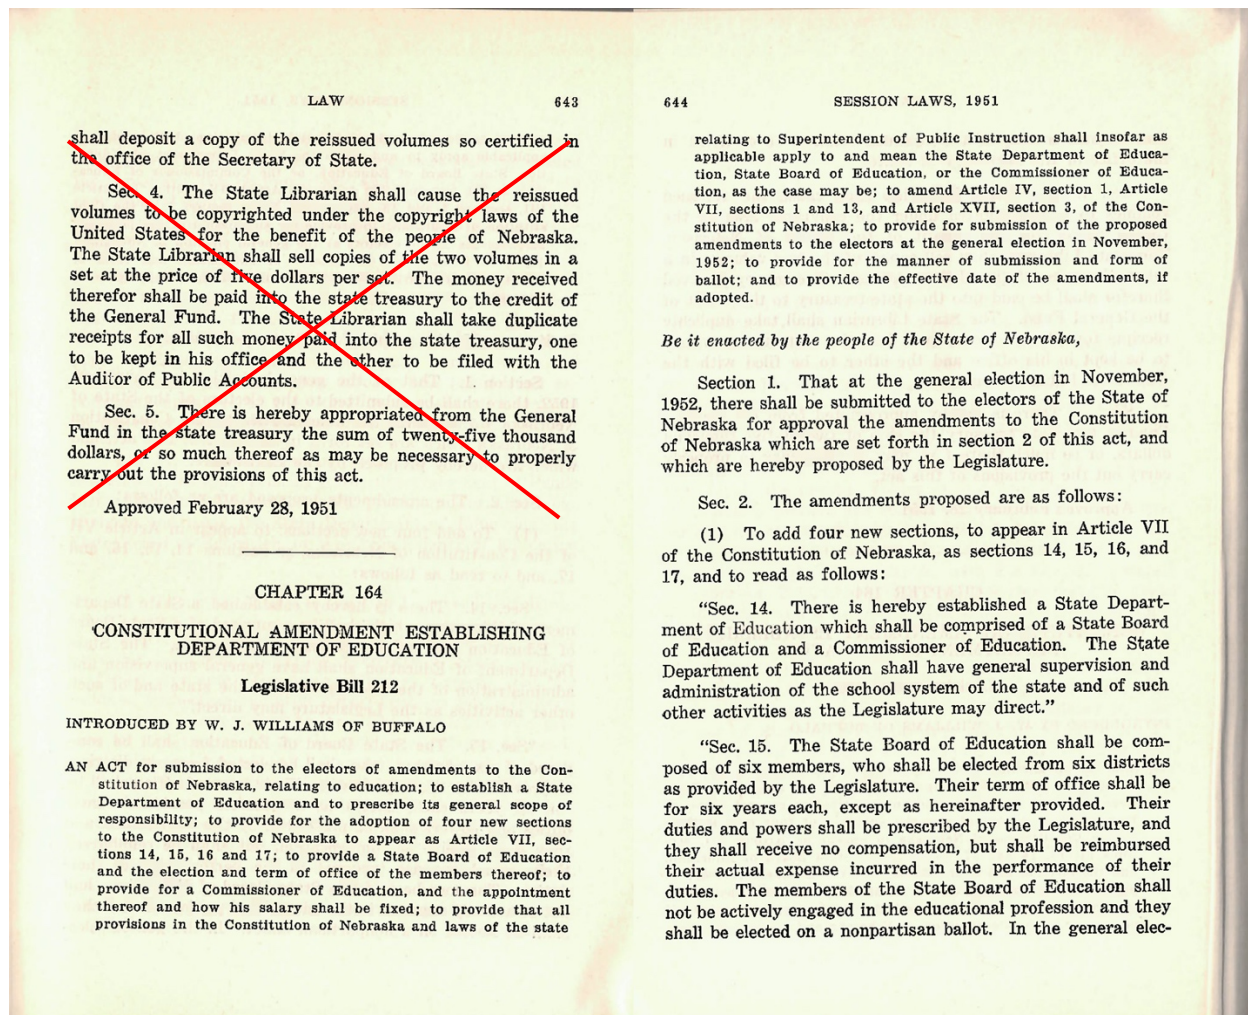 LAW 643
shall deposit a copy of the reissued volumes so certified in
the office of the Secretary of State.
Sec. 4. The State Librarian shall cause the reissued
volumes to be copyrighted under the copyright laws of the
United States for the benefit of the people of Nebraska.
The State Librarian shall sell copies of the two volumes in a
set at the price of five dollars per set. The money received
therefor shall be paid into the state treasury to the credit of
the General Fund. The State Librarian shall take duplicate
receipts for all such money paid into the state treasury, one
to be kept in his office and the other to be filed with the
Auditor of Public Accounts.
Sec. 5. There is hereby appropriated from the General
Fund in the state treasury the sum of twenty-five thousand
dollars, or so much thereof as may be necessary to properly
carry out the provisions of this act.
Approved February 28, 1951
CHAPTER 164
CONSTITUTIONAL AMENDMENT ESTABLISHING
DEPARTMENT OF EDUCATION
Legislative Bill 212
INTRODUCED BY W. J. WILLIAMS OF BUFFALO
AN ACT for submission to the electors of amendments to the Con-
stitution of Nebraska, relating to education; to establish a State
Department of Education and to prescribe its general scope of
responsibility; to provide for the adoption of four new sections
to the Constitution of Nebraska to appear as Article VII, sec-
tions 14, 15, 16 and 17; to provide a State Board of Education
and the election and term of office of the members thereof; to
provide for a Commissioner of Education, and the appointment
thereof and how his salary shall be fixed; to provide that all
provisions in the Constitution of Nebraska and laws of the state
644 SESSION LAWS, 1951
relating to Superintendent of Public Instruction shall insofar as
applicable apply to and mean the State Department of Educa-
tion, State Board of Education, or the Commissioner of Educa-
tion, as the case may be; to amend Article IV, section 1, Article
VII, sections 1 and 13, and Article XVII, section 3, of the Con-
stitution of Nebraska; to provide for submission of the proposed
amendments to the electors at the general election in November,
1952; to provide for the manner of submission and form of
ballot; and to provide the effective date of the amendments, if
adopted.
Be it enacted by the people of the State of Nebraska,
Section 1. That at the general election in November,
1952, there shall be submitted to the electors of the State of
Nebraska for approval the amendments to the Constitution
of Nebraska which are set forth in section 2 of this act, and
which are hereby proposed by the Legislature.
Sec. 2. The amendments proposed are as follows:
(1) To add four new sections, to appear in Article VII
of the Constitution of Nebraska, as sections 14, 15, 16, and
17, and to read as follows:
"Sec. 14. There is hereby established a State Depart-
ment of Education which shall be comprised of a State Board
of Education and a Commissioner of Education. The State
Department of Education shall have general supervision and
administration of the school system of the state and of such
other activities as the Legislature may direct."
"Sec. 15. The State Board of Education shall be com-
posed of six members, who shall be elected from six districts
as provided by the Legislature. Their term of office shall be
for six years each, except as hereinafter provided. Their
duties and powers shall be prescribed by the Legislature, and
they shall receive no compensation, but shall be reimbursed
their actual expense incurred in the performance of their
duties. The members of the State Board of Education shall
not be actively engaged in the educational profession and they
shall be elected on a nonpartisan ballot. In the general elec-